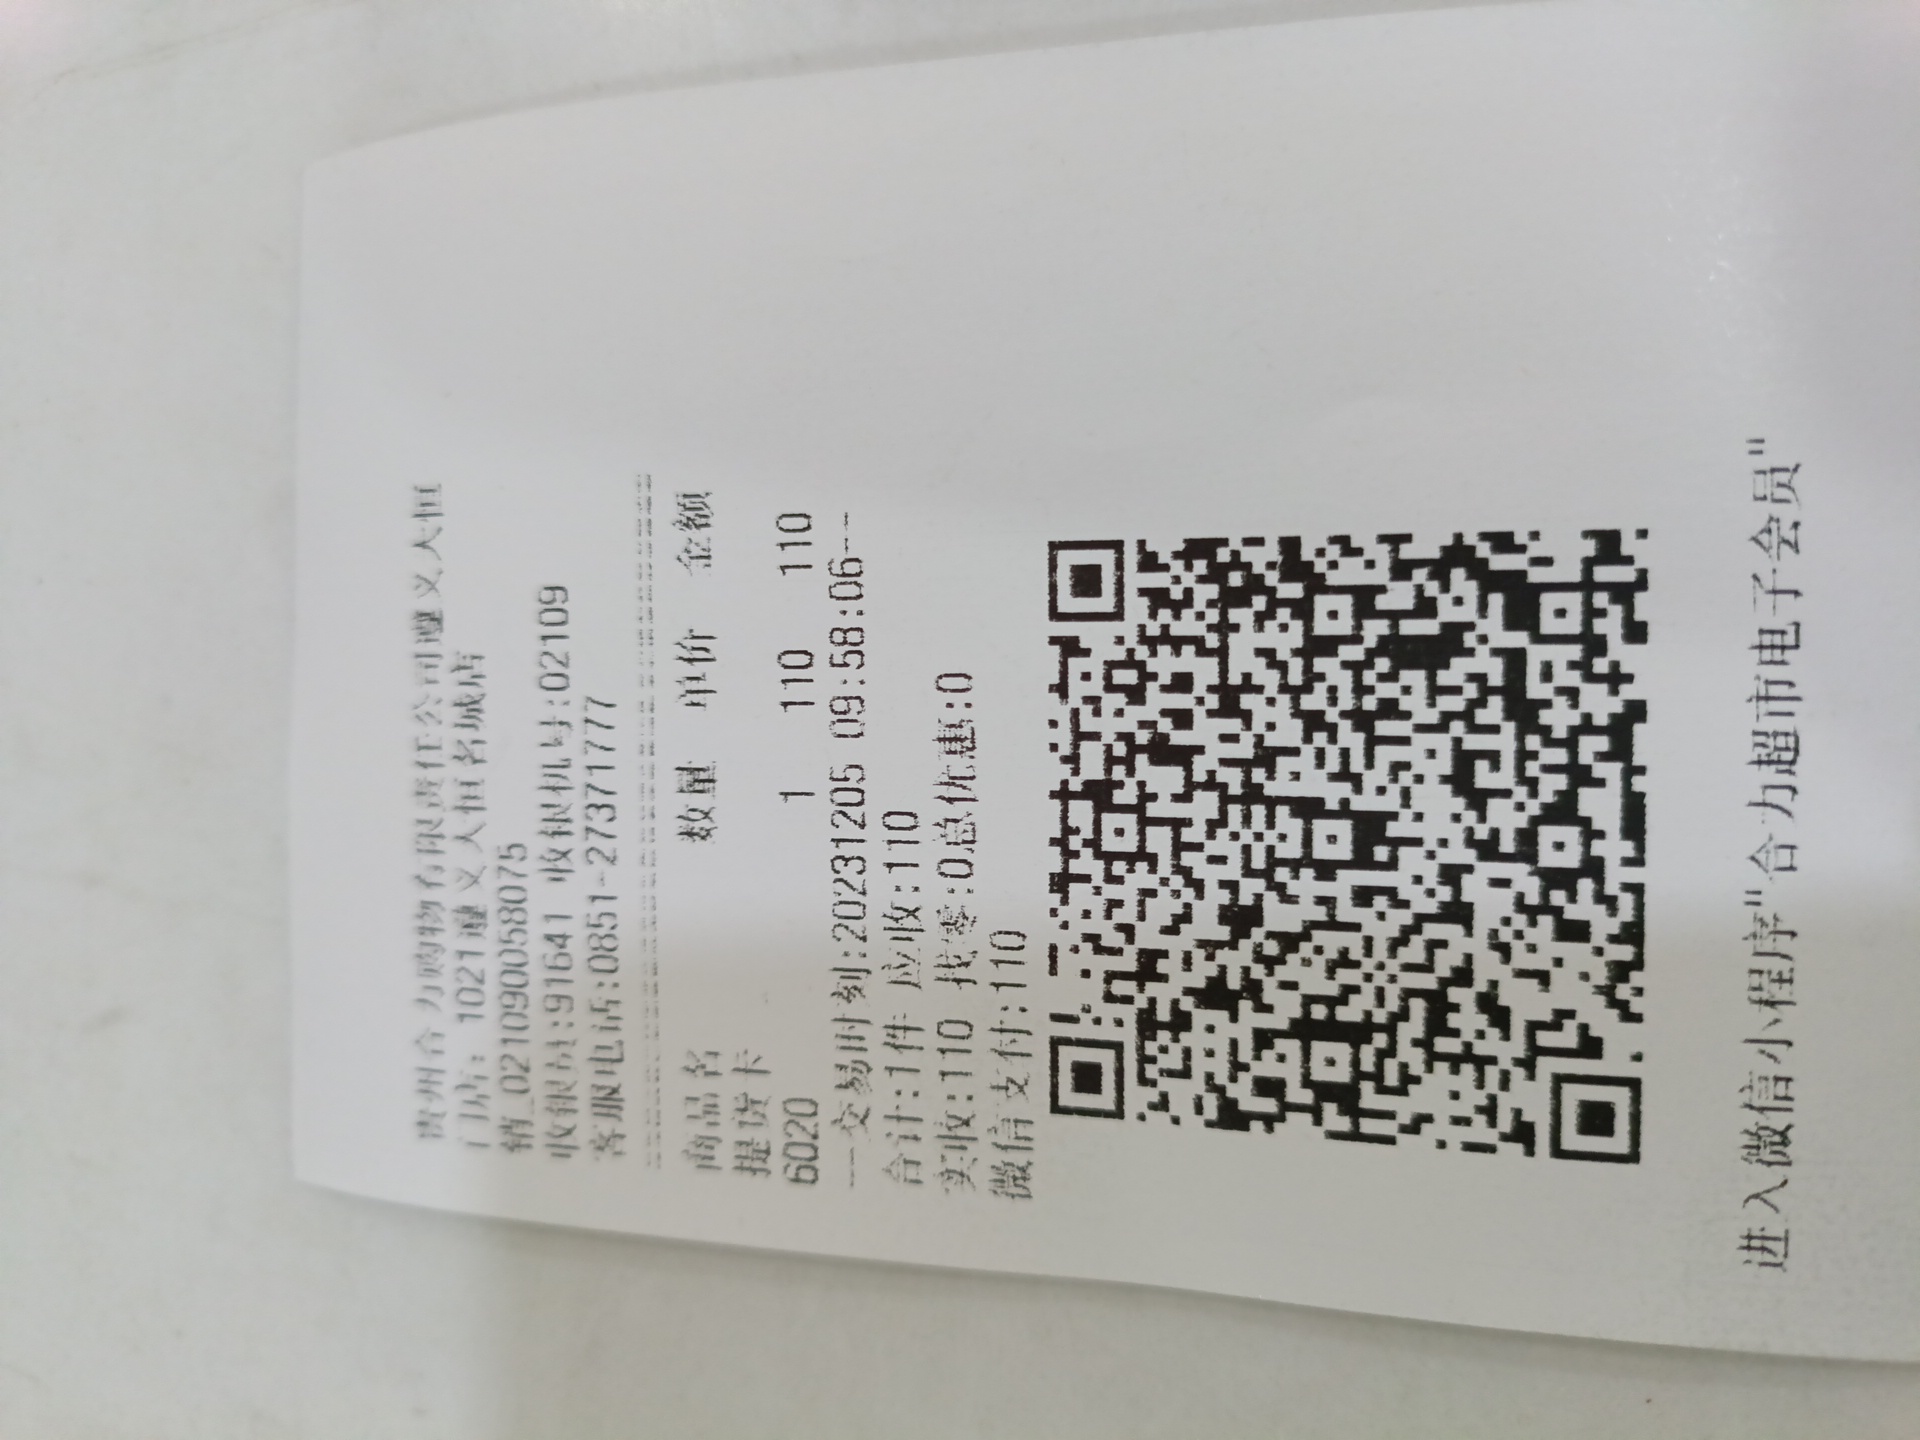 贵州合力购物有限责任公司遵义大恒
门店: 1021遵义大恒名城店
销_021090058075
收银员:91641 收银机号:02109
客服电话:0851-27371777
商品名 数量 单价 金额
提货卡
6020 1 110 110
--交易时刻:20231205 09:58:06--
合计:1件 应收:110
实收:110 找零:0总优惠:0
微信支付:110
进入微信小程序"合力超市电子会员"